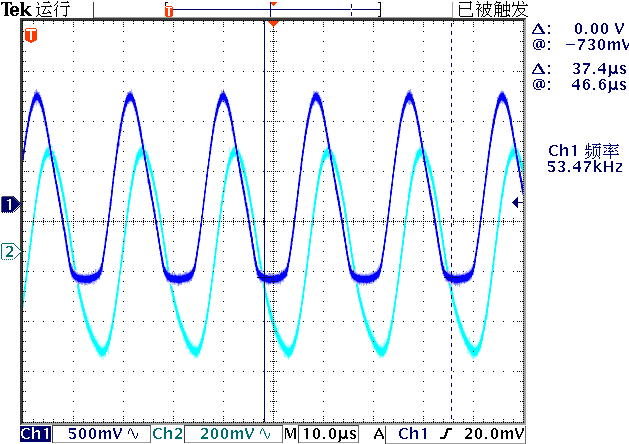 Tek 运行 T 已被触发
T
Δ: 0.00 V
@: −730mV
Δ: 37.4µs
@: 46.6µs
Ch1 频率
53.47kHz
1
2
Ch1 500mV ∿ Ch2 200mV ∿ M 10.0µs A Ch1 ƒ 20.0mV